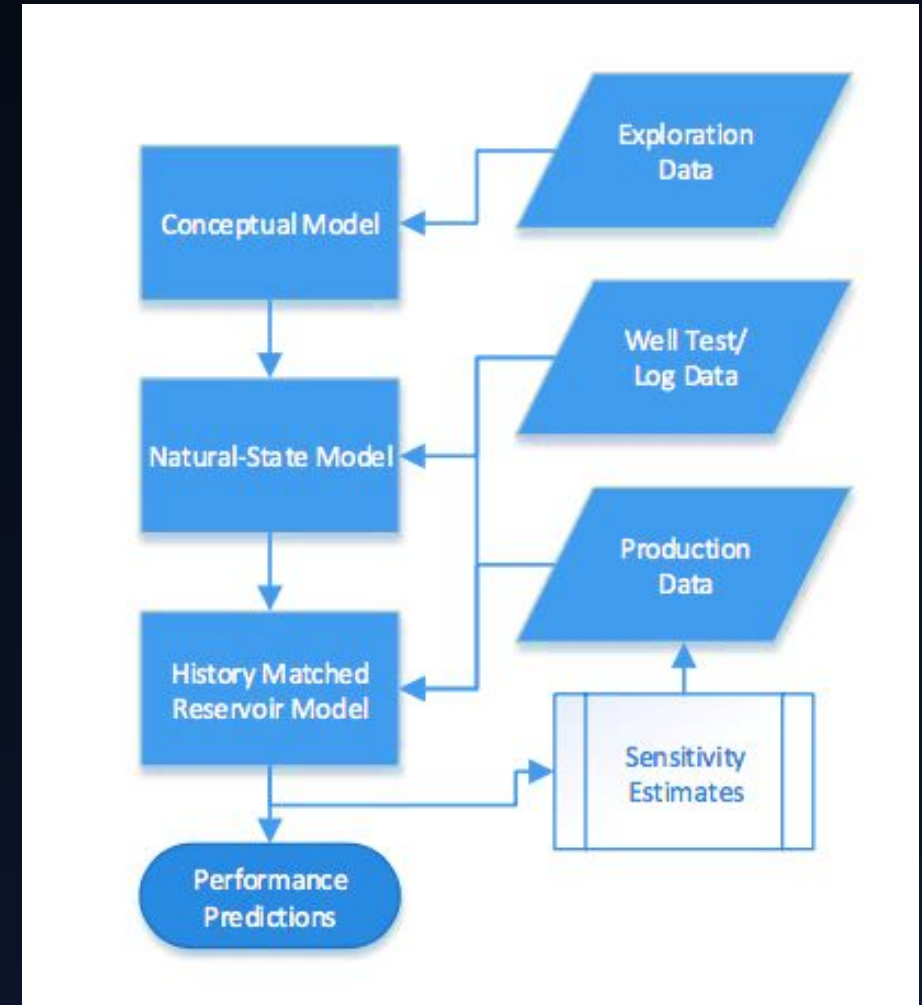 Exploration
Data
Conceptual Model
Well Test/
Log Data
Natural-State Model
Production
Data
History Matched
Reservoir Model
Sensitivity
Estimates
Performance
Predictions